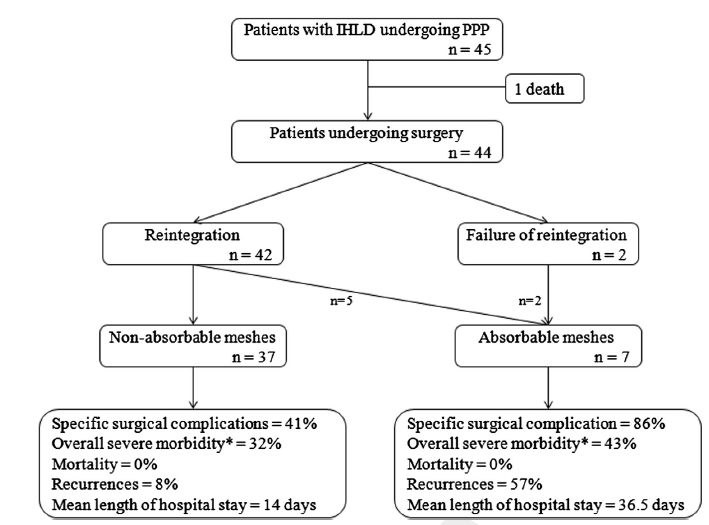 Patients with IHLD undergoing PPP
n = 45
1 death
Patients undergoing surgery
n = 44
Reintegration
n = 42
Failure of reintegration
n = 2
n=5
n=2
Non-absorbable meshes
n = 37
Absorbable meshes
n = 7
Specific surgical complications = 41%
Overall severe morbidity* = 32%
Mortality = 0%
Recurrences = 8%
Mean length of hospital stay = 14 days
Specific surgical complication = 86%
Overall severe morbidity* = 43%
Mortality = 0%
Recurrences = 57%
Mean length of hospital stay = 36.5 days